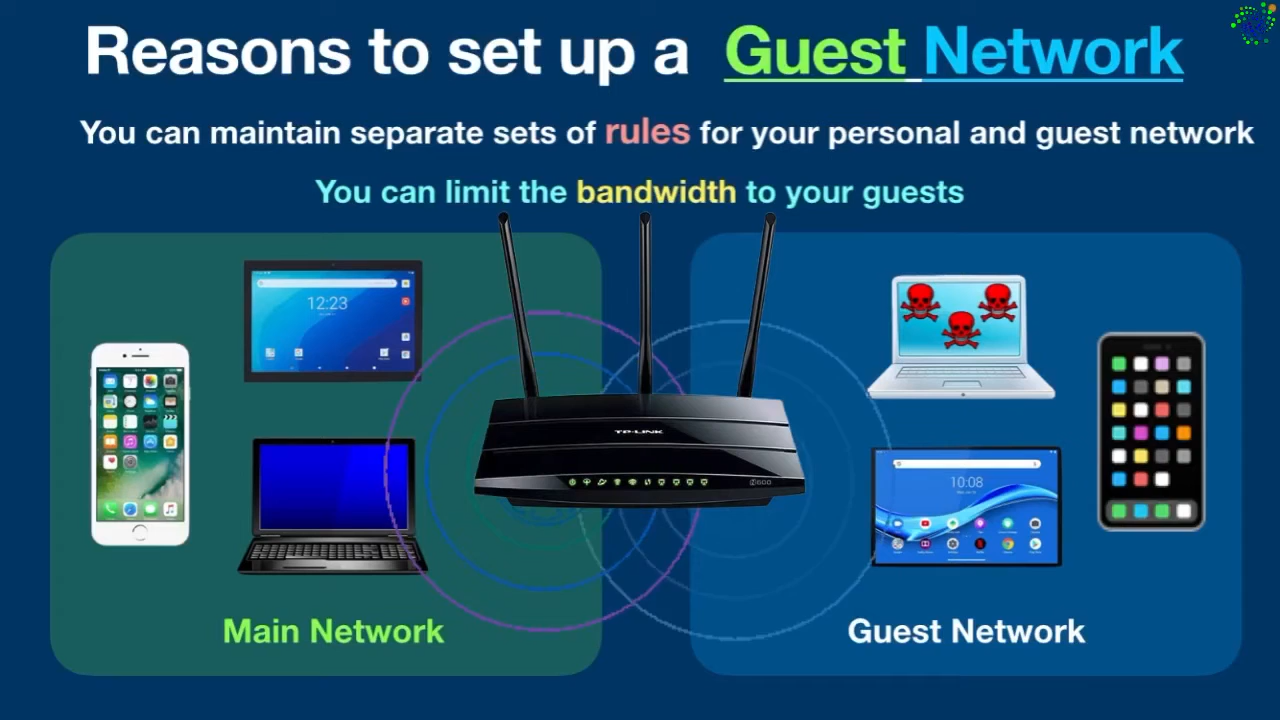 Reasons to set up a Guest Network
You can maintain separate sets of rules for your personal and guest network
You can limit the bandwidth to your guests
12:23
TP-LINK
N600
10:08
Main Network
Guest Network